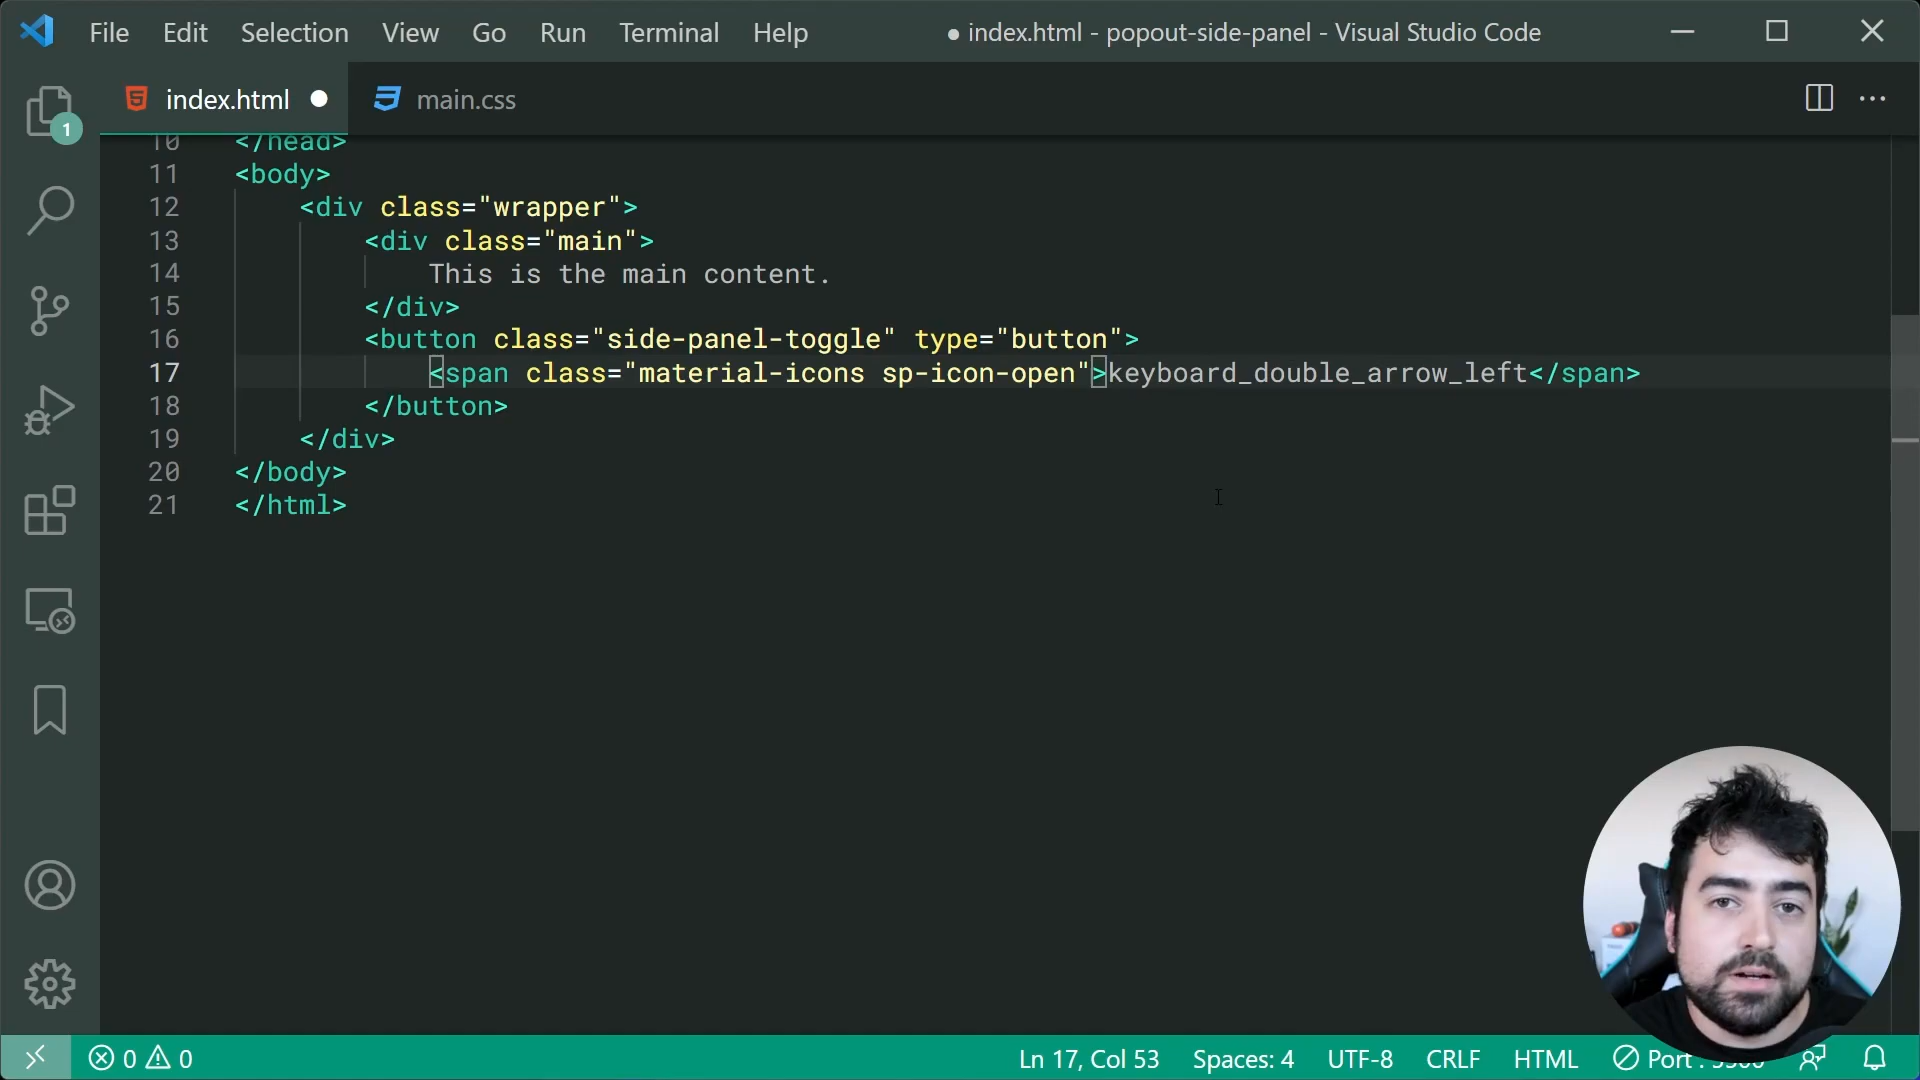 File Edit Selection View Go Run Terminal Help ● index.html - popout-side-panel - Visual Studio Code
index.html ● main.css
1
10 </head>
11 <body>
12 <div class="wrapper">
13 <div class="main">
14 This is the main content.
15 </div>
16 <button class="side-panel-toggle" type="button">
17 <span class="material-icons sp-icon-open">keyboard_double_arrow_left</span>
18 </button>
19 </div>
20 </body>
21 </html>
0 0 Ln 17, Col 53 Spaces: 4 UTF-8 CRLF HTML Port :